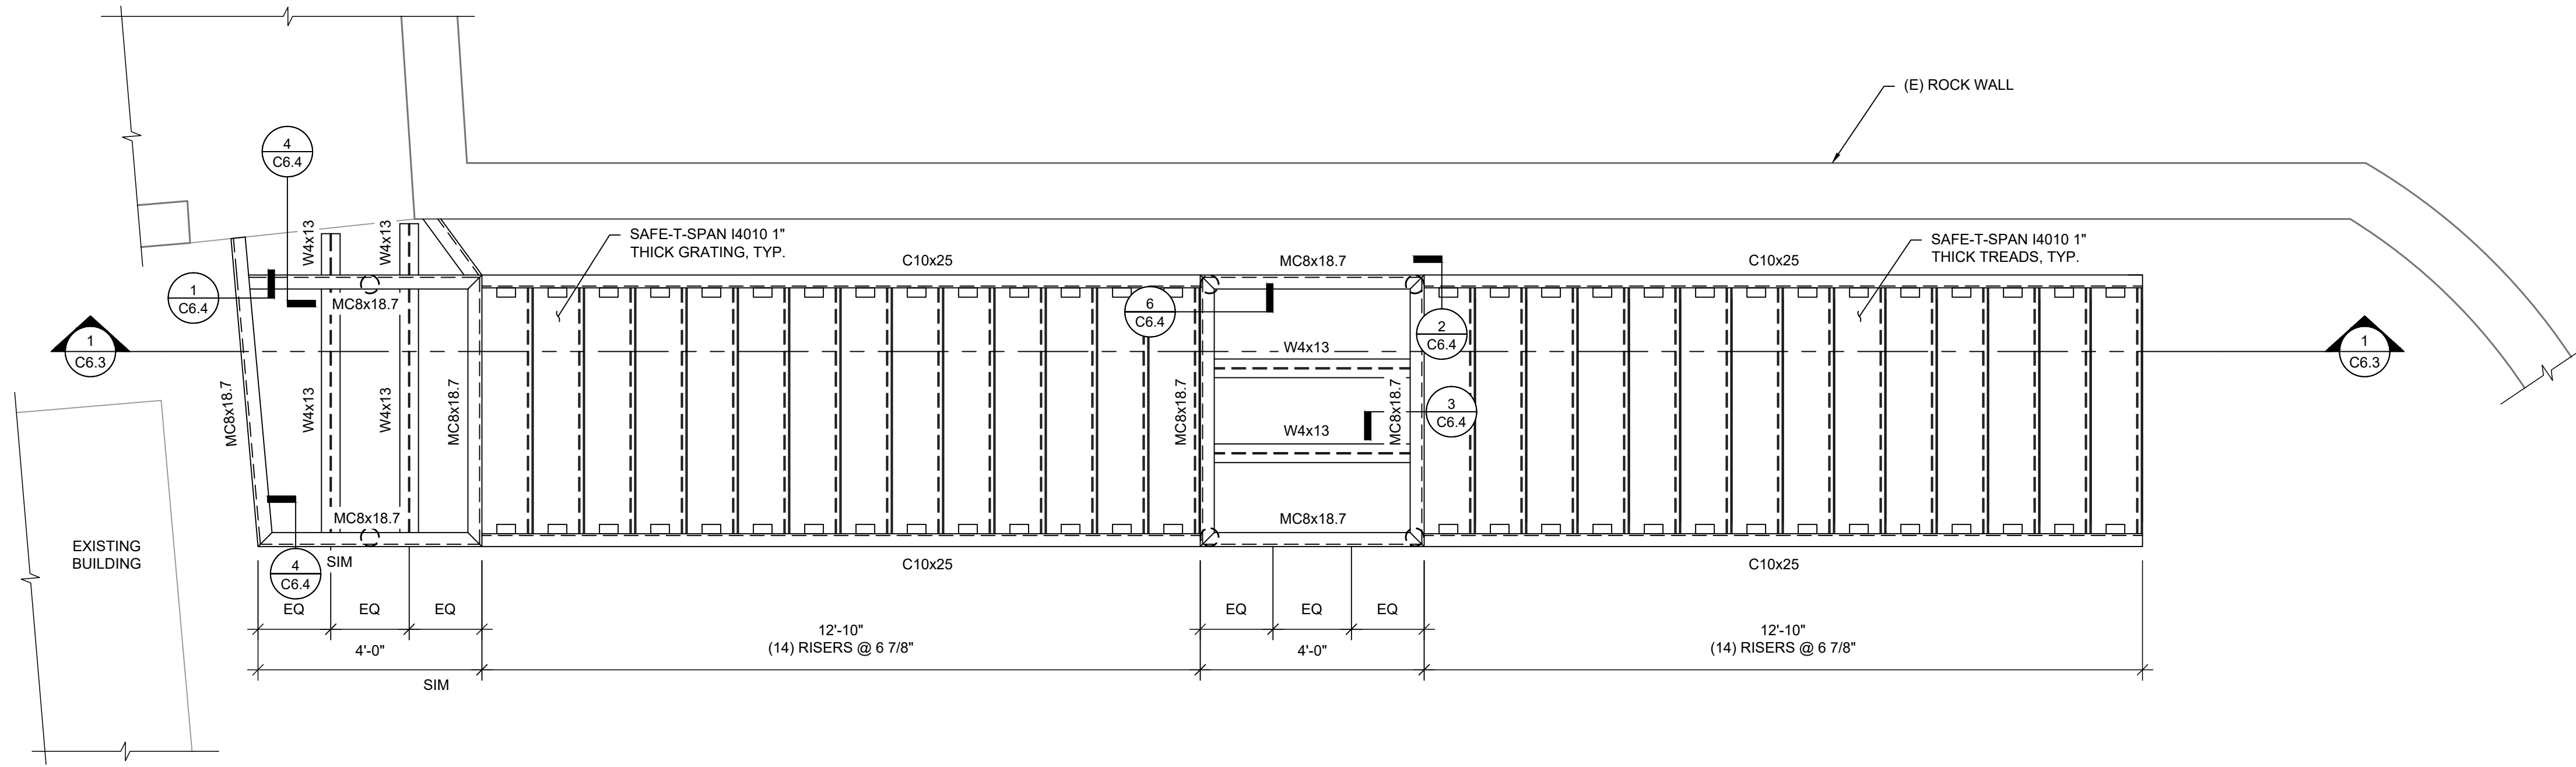 (E) ROCK WALL
4
C6.4
W4x13
W4x13
SAFE-T-SPAN I4010 1"
THICK GRATING, TYP.
SAFE-T-SPAN I4010 1"
THICK TREADS, TYP.
C10x25
MC8x18.7
C10x25
1
C6.4
MC8x18.7
6
C6.4
2
C6.4
1
C6.3
W4x13
1
C6.3
MC8x18.7
W4x13
W4x13
MC8x18.7
MC8x18.7
MC8x18.7
3
C6.4
W4x13
MC8x18.7
MC8x18.7
EXISTING
BUILDING
SIM
4
C6.4
C10x25
C10x25
EQ
EQ
EQ
EQ
EQ
EQ
12'-10"
(14) RISERS @ 6 7/8"
12'-10"
(14) RISERS @ 6 7/8"
4'-0"
4'-0"
SIM